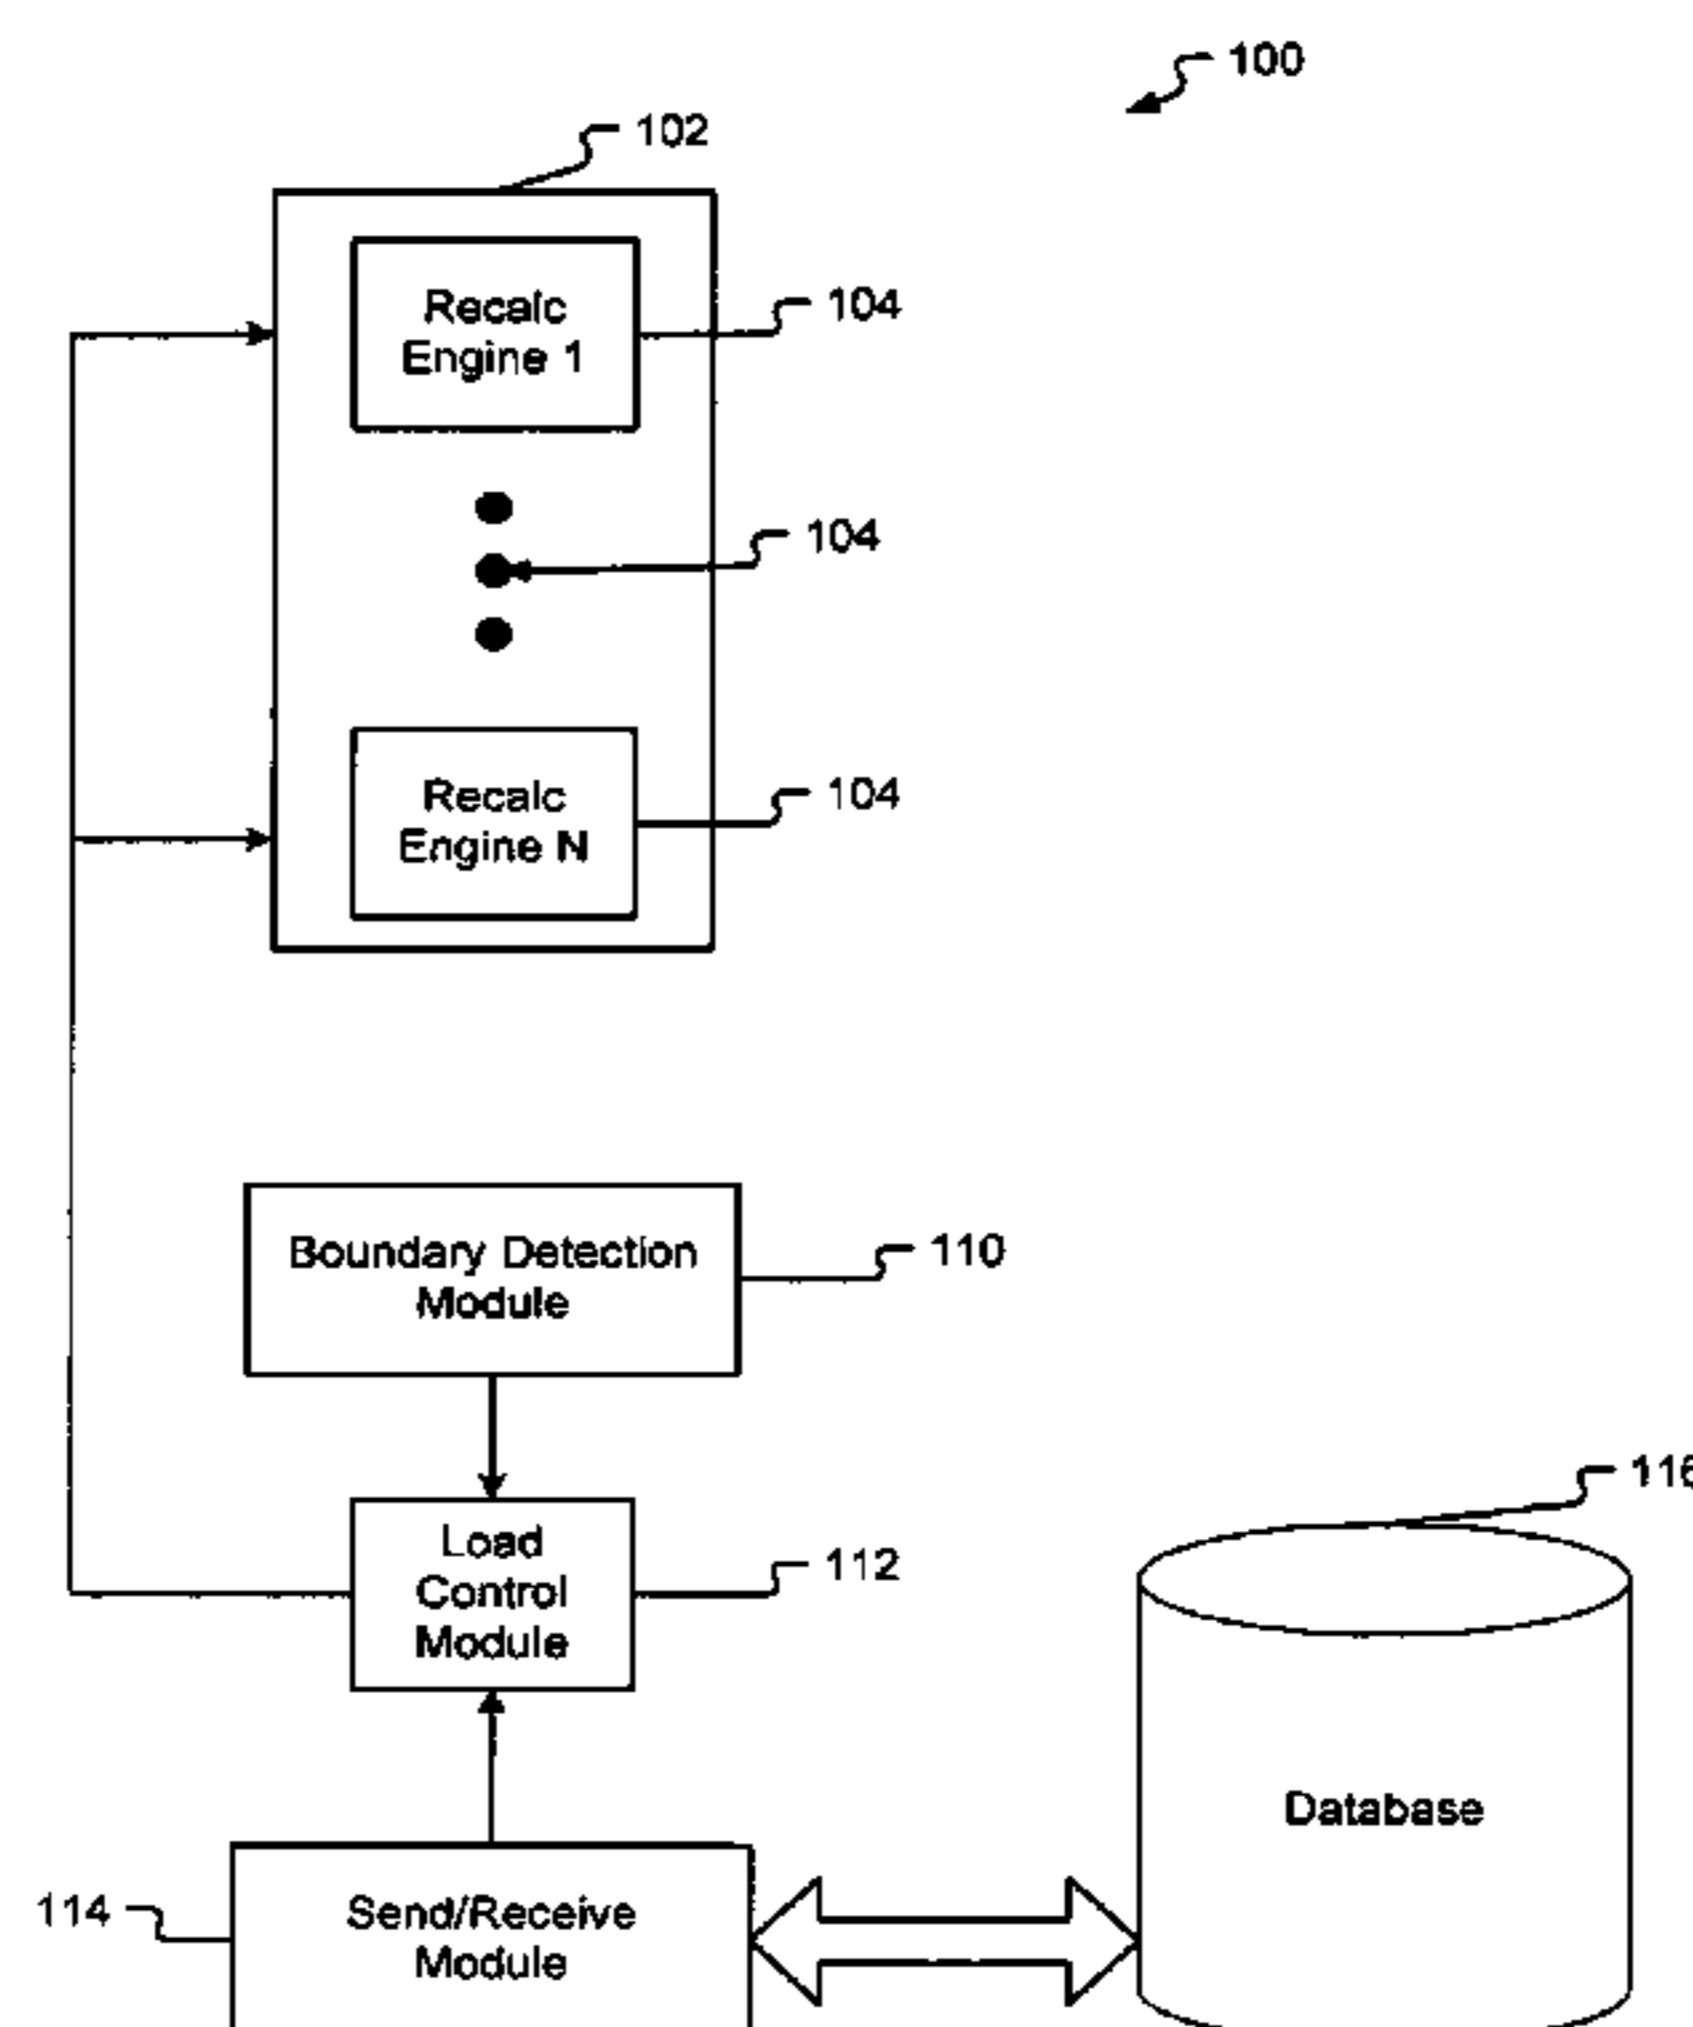 100
102
Recalc
Engine 1
104
104
Recalc
Engine N
104
Boundary Detection
Module
110
Load
Control
Module
112
Database
114
Send/Receive
Module